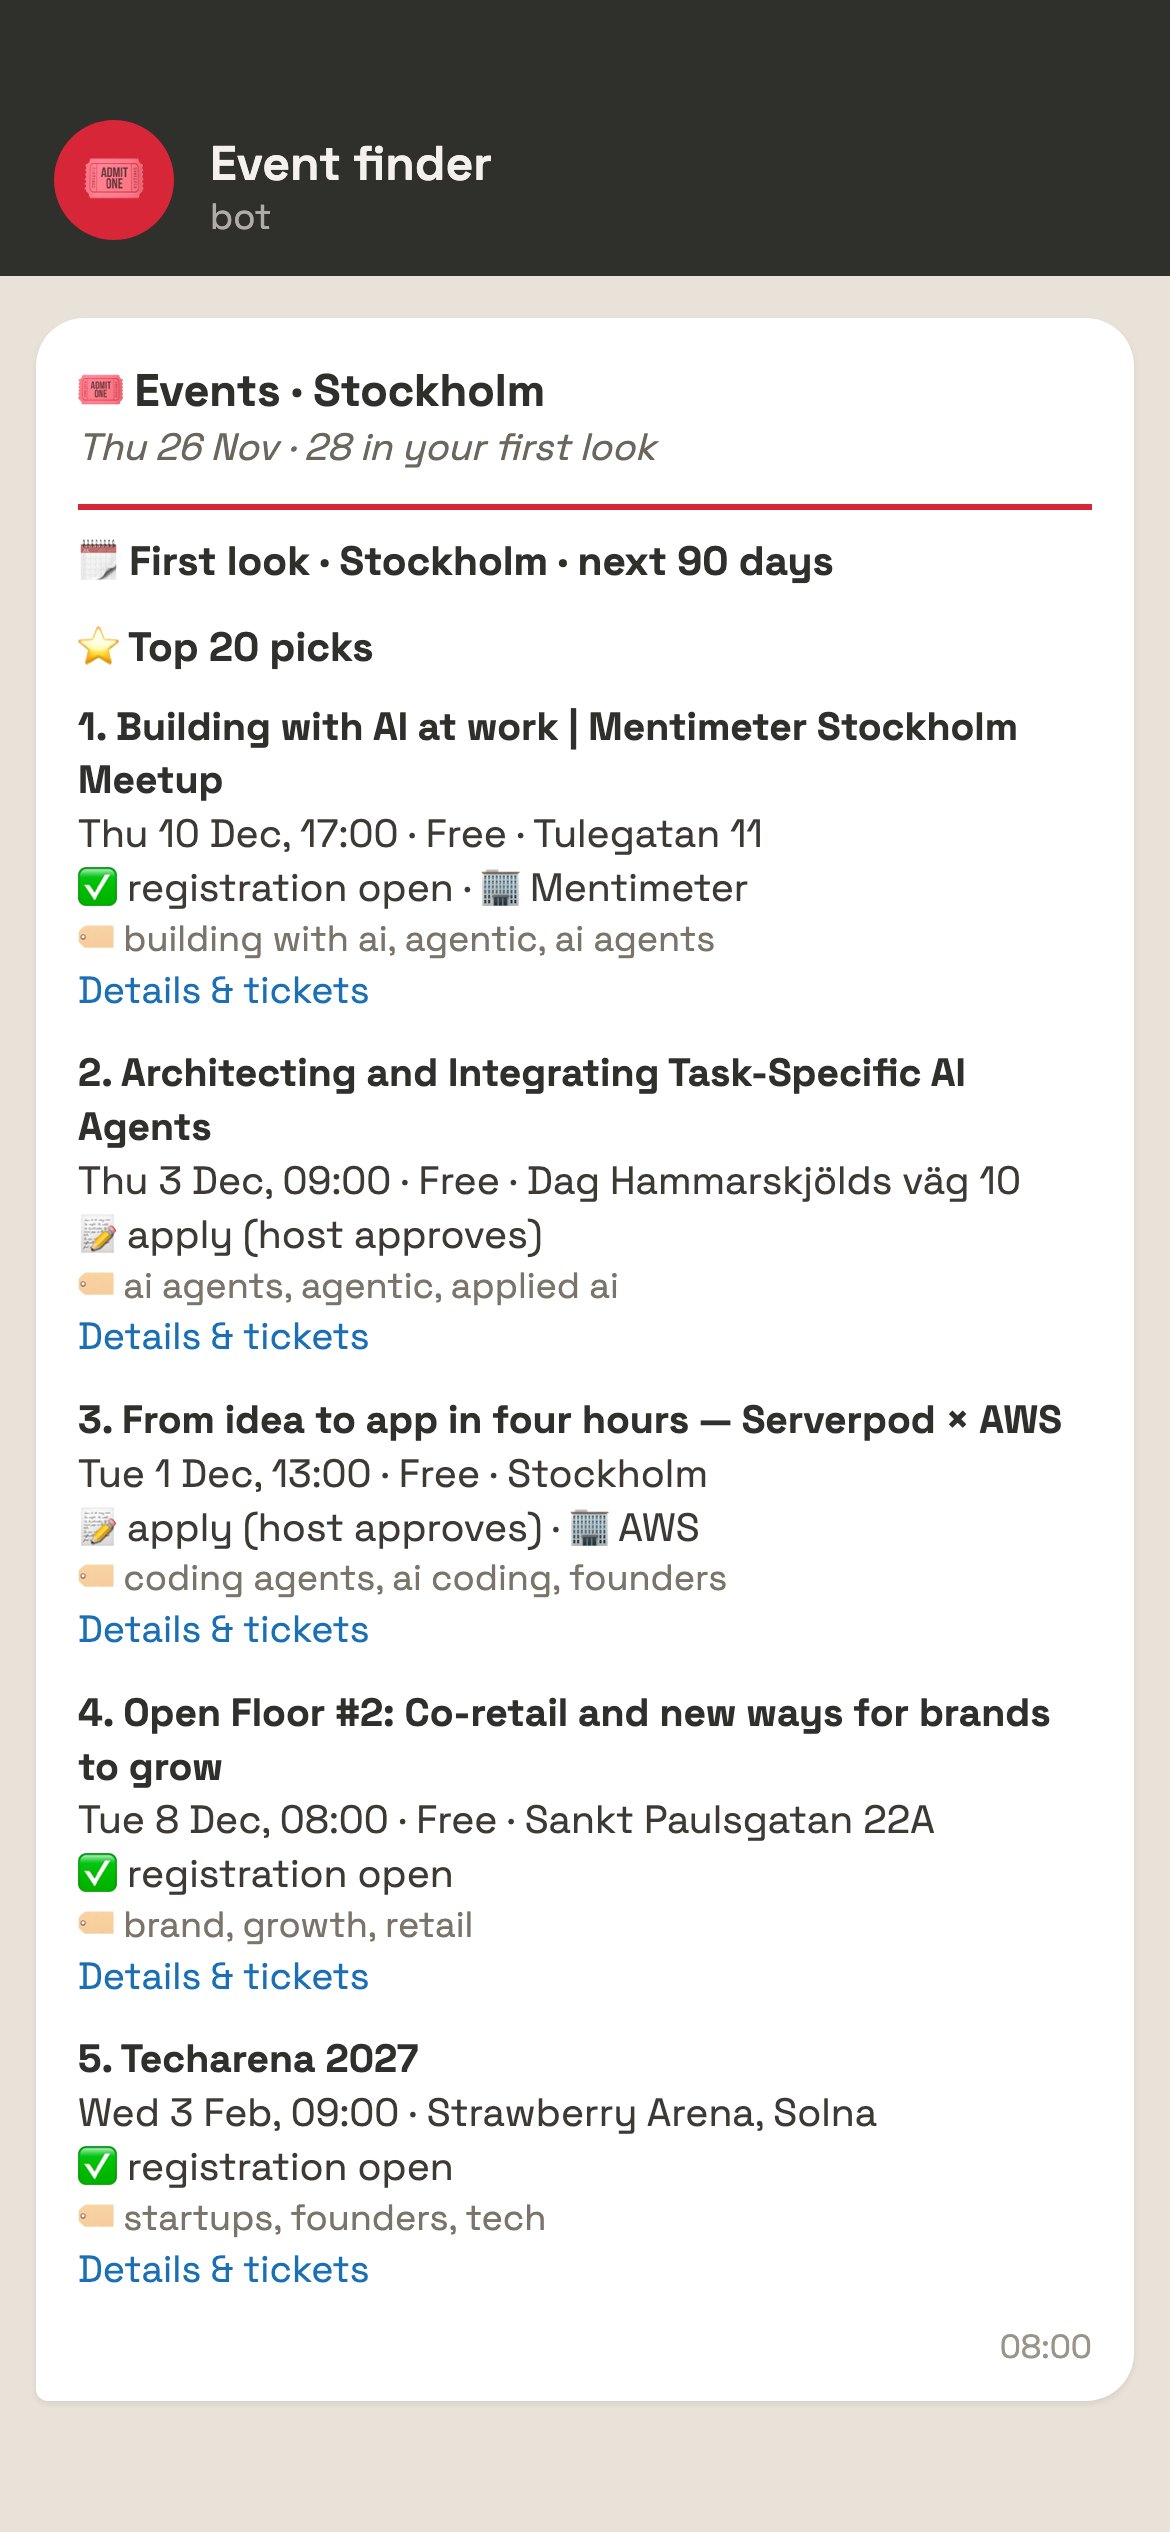 ADMIT
ONE
Event finder
bot
ADMIT
ONE
Events · Stockholm
Thu 26 Nov · 28 in your first look
First look · Stockholm · next 90 days
Top 20 picks
1. Building with AI at work | Mentimeter Stockholm
Meetup
Thu 10 Dec, 17:00 · Free · Tulegatan 11
✅ registration open · 🏢 Mentimeter
building with ai, agentic, ai agents
Details & tickets
2. Architecting and Integrating Task-Specific AI
Agents
Thu 3 Dec, 09:00 · Free · Dag Hammarskjölds väg 10
📝 apply (host approves)
ai agents, agentic, applied ai
Details & tickets
3. From idea to app in four hours — Serverpod × AWS
Tue 1 Dec, 13:00 · Free · Stockholm
📝 apply (host approves) · 🏢 AWS
coding agents, ai coding, founders
Details & tickets
4. Open Floor #2: Co-retail and new ways for brands
to grow
Tue 8 Dec, 08:00 · Free · Sankt Paulsgatan 22A
✅ registration open
brand, growth, retail
Details & tickets
5. Techarena 2027
Wed 3 Feb, 09:00 · Strawberry Arena, Solna
✅ registration open
startups, founders, tech
Details & tickets
08:00